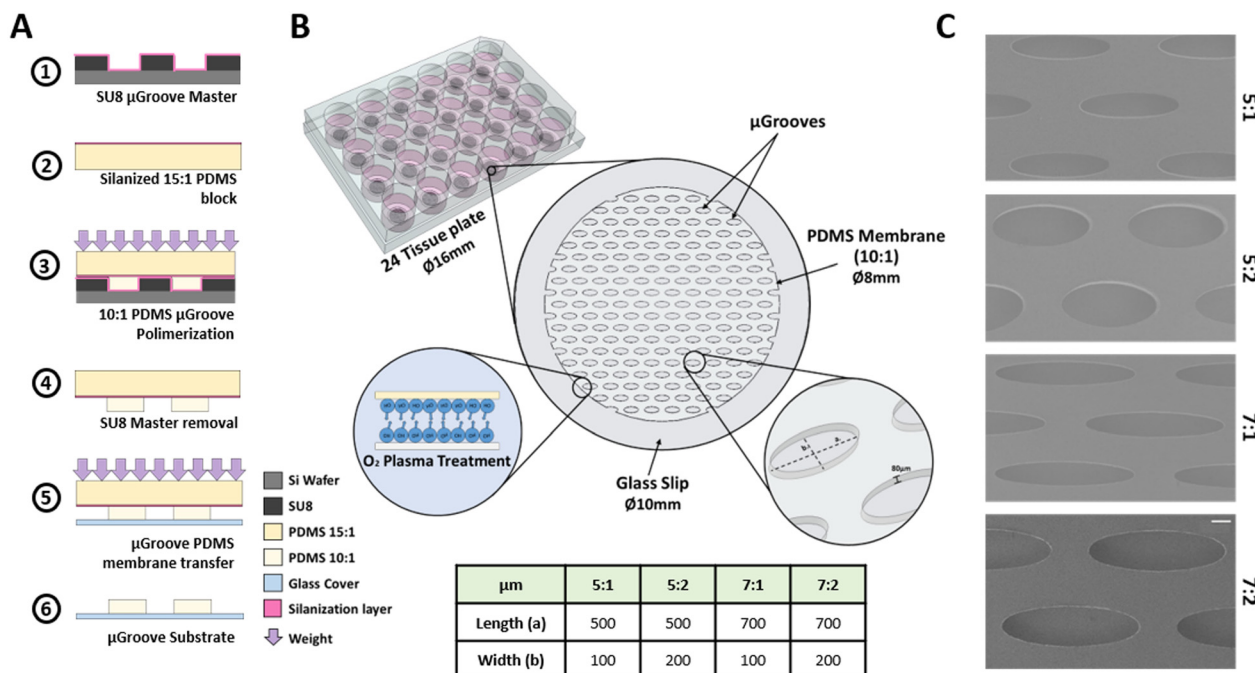 A
1
SU8 µGroove Master
2
Silanized 15:1 PDMS
block
3
10:1 PDMS µGroove
Polimerization
4
SU8 Master removal
5
µGroove PDMS
membrane transfer
6
µGroove Substrate
Si Wafer
SU8
PDMS 15:1
PDMS 10:1
Glass Cover
Silanization layer
Weight
B
24 Tissue plate
Ø16mm
µGrooves
PDMS Membrane
(10:1)
Ø8mm
O₂ Plasma Treatment
Glass Slip
Ø10mm
b.
a.
80µm
µm 5:1 5:2 7:1 7:2
Length (a) 500 500 700 700
Width (b) 100 200 100 200
C
5:1
5:2
7:1
7:2